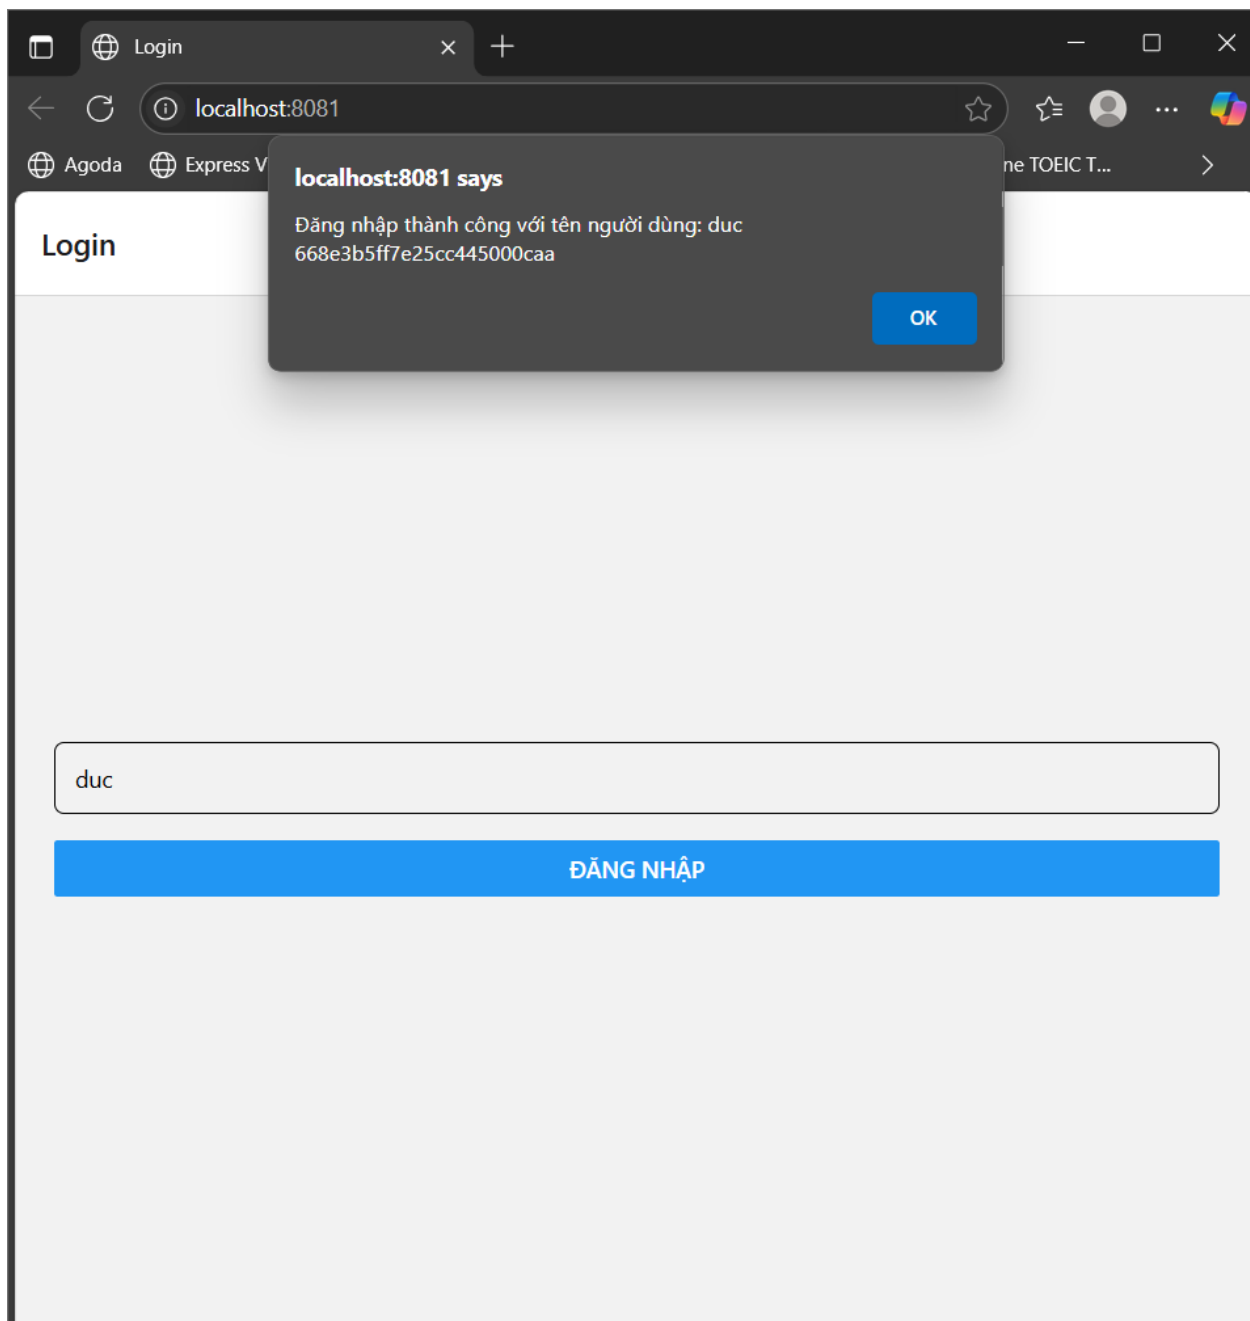 Login
localhost:8081
Agoda
Express V
ne TOEIC T...
localhost:8081 says
Đăng nhập thành công với tên người dùng: duc
668e3b5ff7e25cc445000caa
OK
Login
duc
ĐĂNG NHẬP